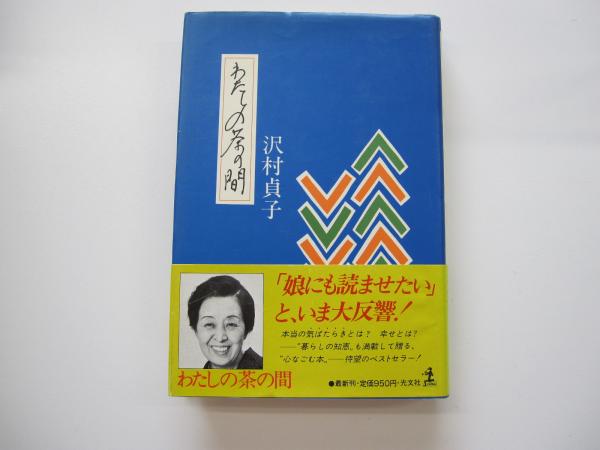 わたしの茶の間
沢村貞子
「娘にも読ませたい」
と、いま大反響!
本当の気ばたらきとは? 幸せとは?
――"暮らしの知恵"も満載して贈る、
"心なごむ本"――待望のベストセラー!
わたしの茶の間
●最新刊・定価950円・光文社